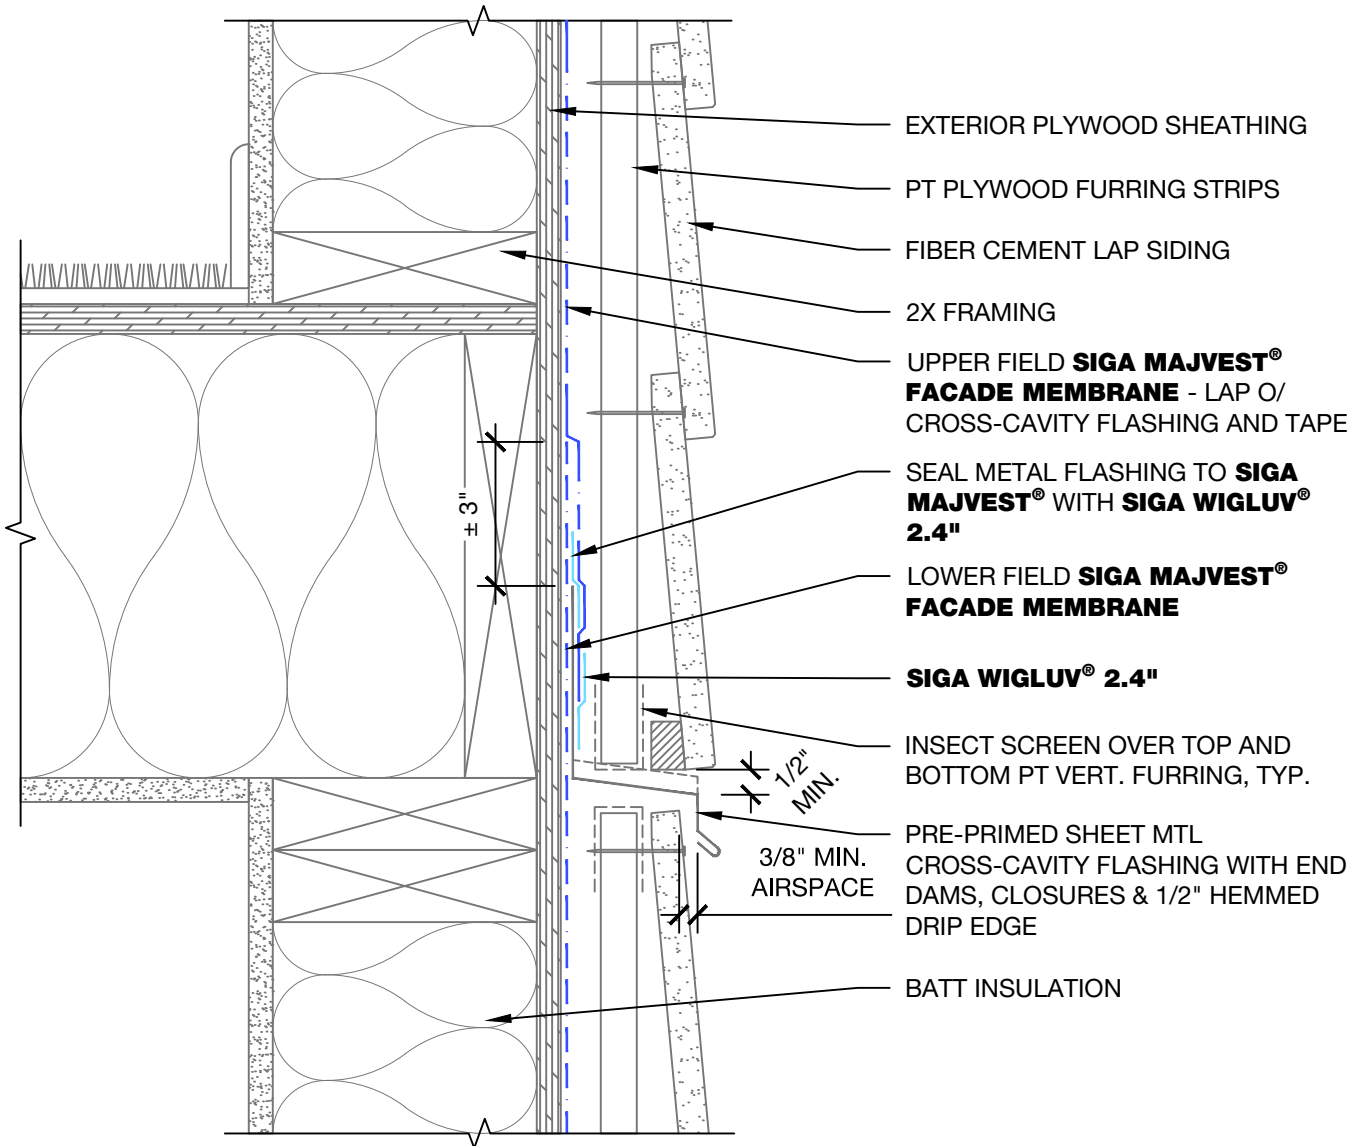 EXTERIOR PLYWOOD SHEATHING
PT PLYWOOD FURRING STRIPS
FIBER CEMENT LAP SIDING
2X FRAMING
UPPER FIELD SIGA MAJVEST®
FACADE MEMBRANE - LAP O/
CROSS-CAVITY FLASHING AND TAPE
SEAL METAL FLASHING TO SIGA
MAJVEST® WITH SIGA WIGLUV®
2.4"
LOWER FIELD SIGA MAJVEST®
FACADE MEMBRANE
SIGA WIGLUV® 2.4"
INSECT SCREEN OVER TOP AND
BOTTOM PT VERT. FURRING, TYP.
PRE-PRIMED SHEET MTL
CROSS-CAVITY FLASHING WITH END
DAMS, CLOSURES & 1/2" HEMMED
DRIP EDGE
BATT INSULATION
± 3"
1/2"
MIN.
3/8" MIN.
AIRSPACE